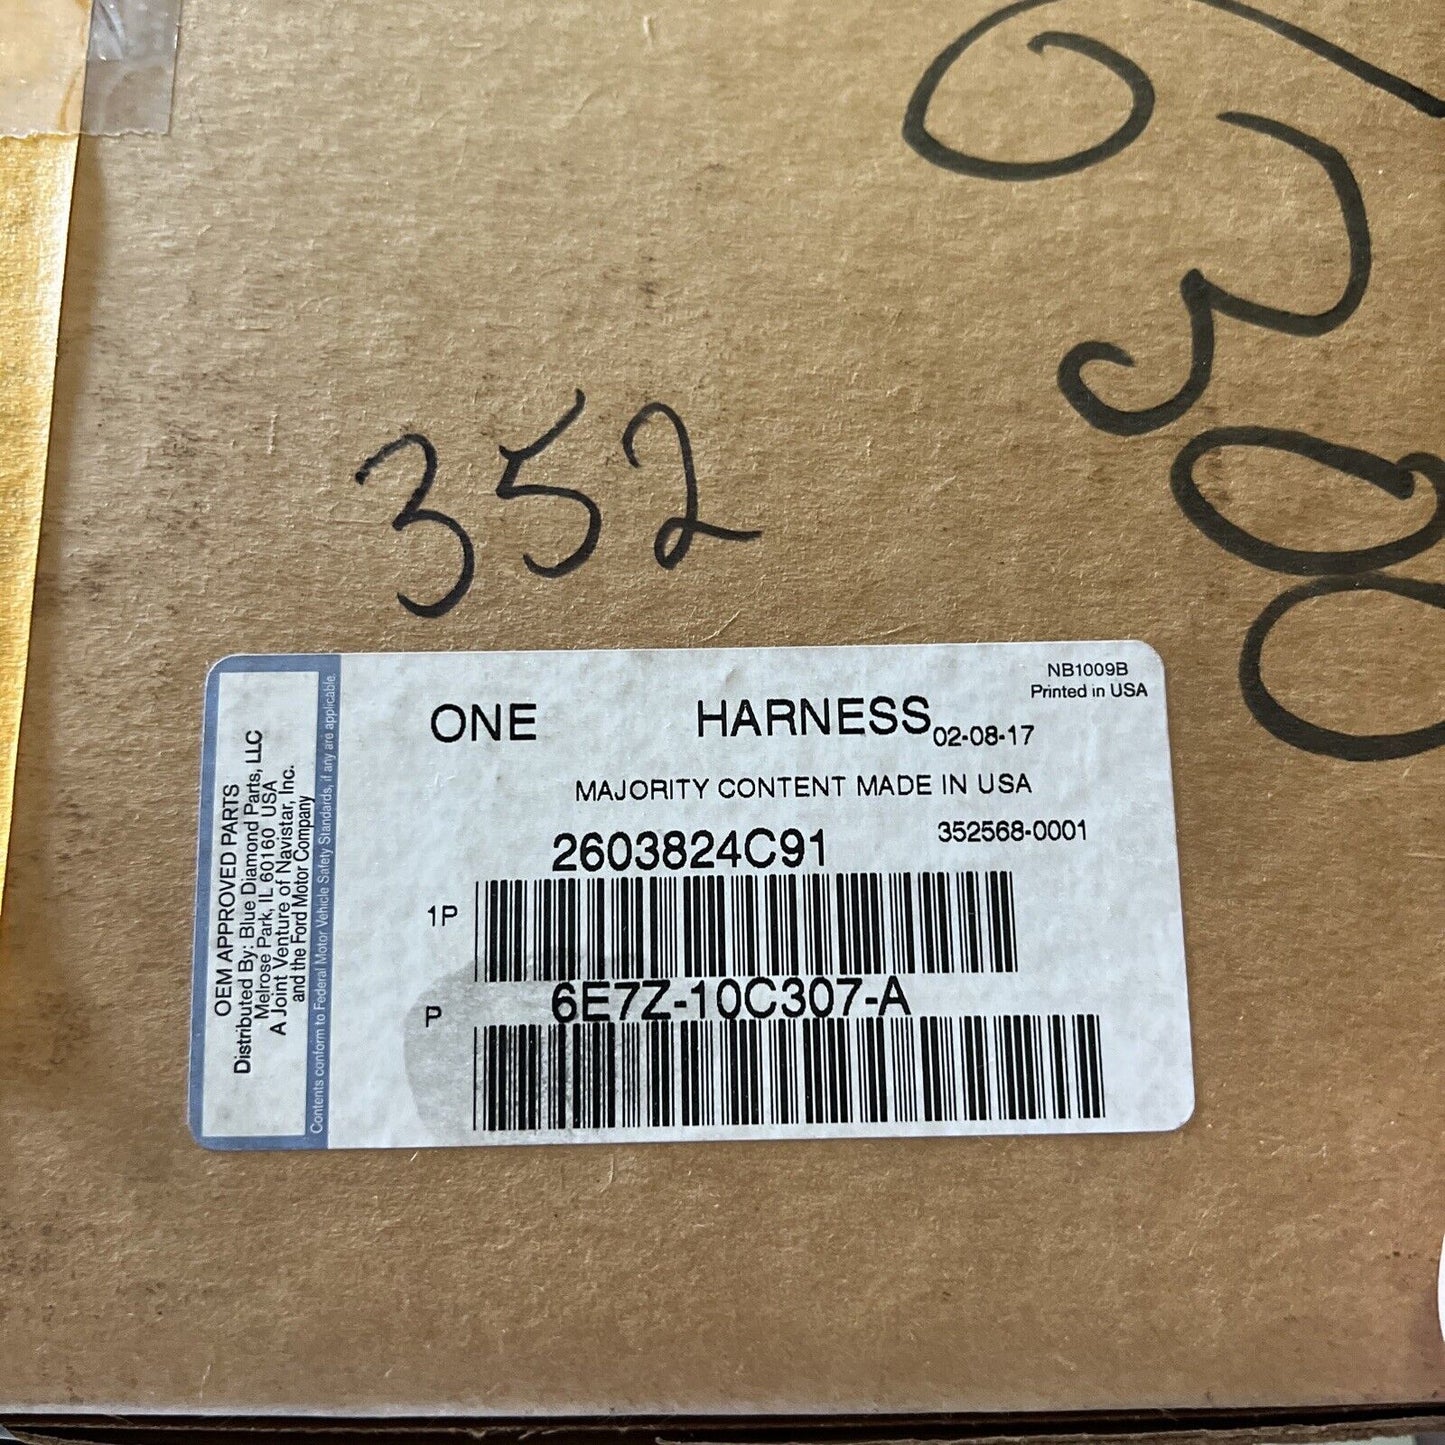 352
NB1009B
Printed in USA
ONE HARNESS 02-08-17
MAJORITY CONTENT MADE IN USA
2603824C91 352568-0001
1P
6E7Z-10C307-A
P
OEM APPROVED PARTS
Distributed By: Blue Diamond Parts, LLC
Melrose Park, IL 60160 USA
A Joint Venture of Navistar, Inc.
and the Ford Motor Company
Contents conform to Federal Motor Vehicle Safety Standards, if any are applicable.